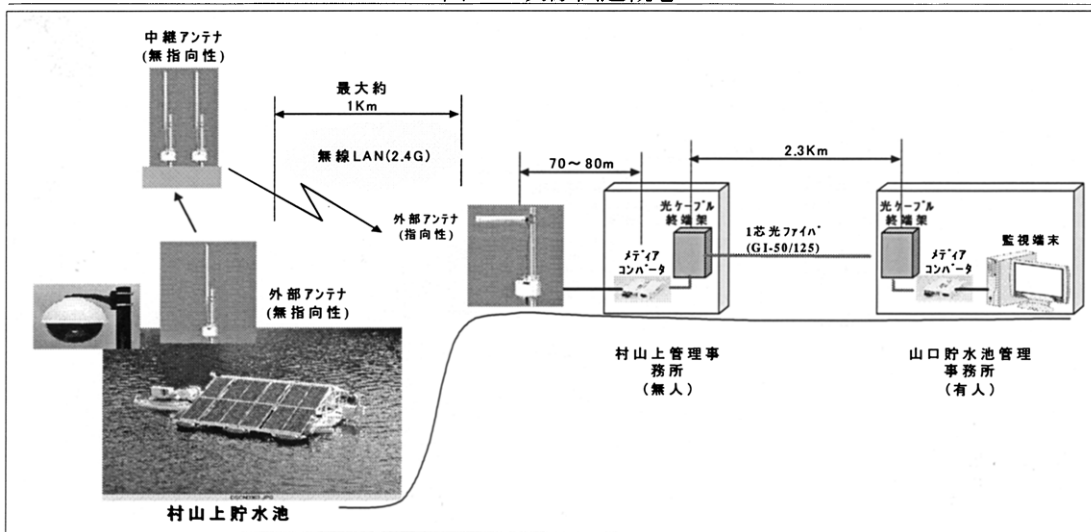 中継アンテナ
(無指向性)
最大約
1Km
無線LAN(2.4G)
外部アンテナ
(指向性)
外部アンテナ
(無指向性)
村山上貯水池
70～80m
2.3Km
光ケーブル
終端架
メディア
コンバータ
1芯光ファイバ
(GI-50/125)
光ケーブル
終端架
メディア
コンバータ
監視端末
村山上管理事
務所
(無人)
山口貯水池管理
事務所
(有人)